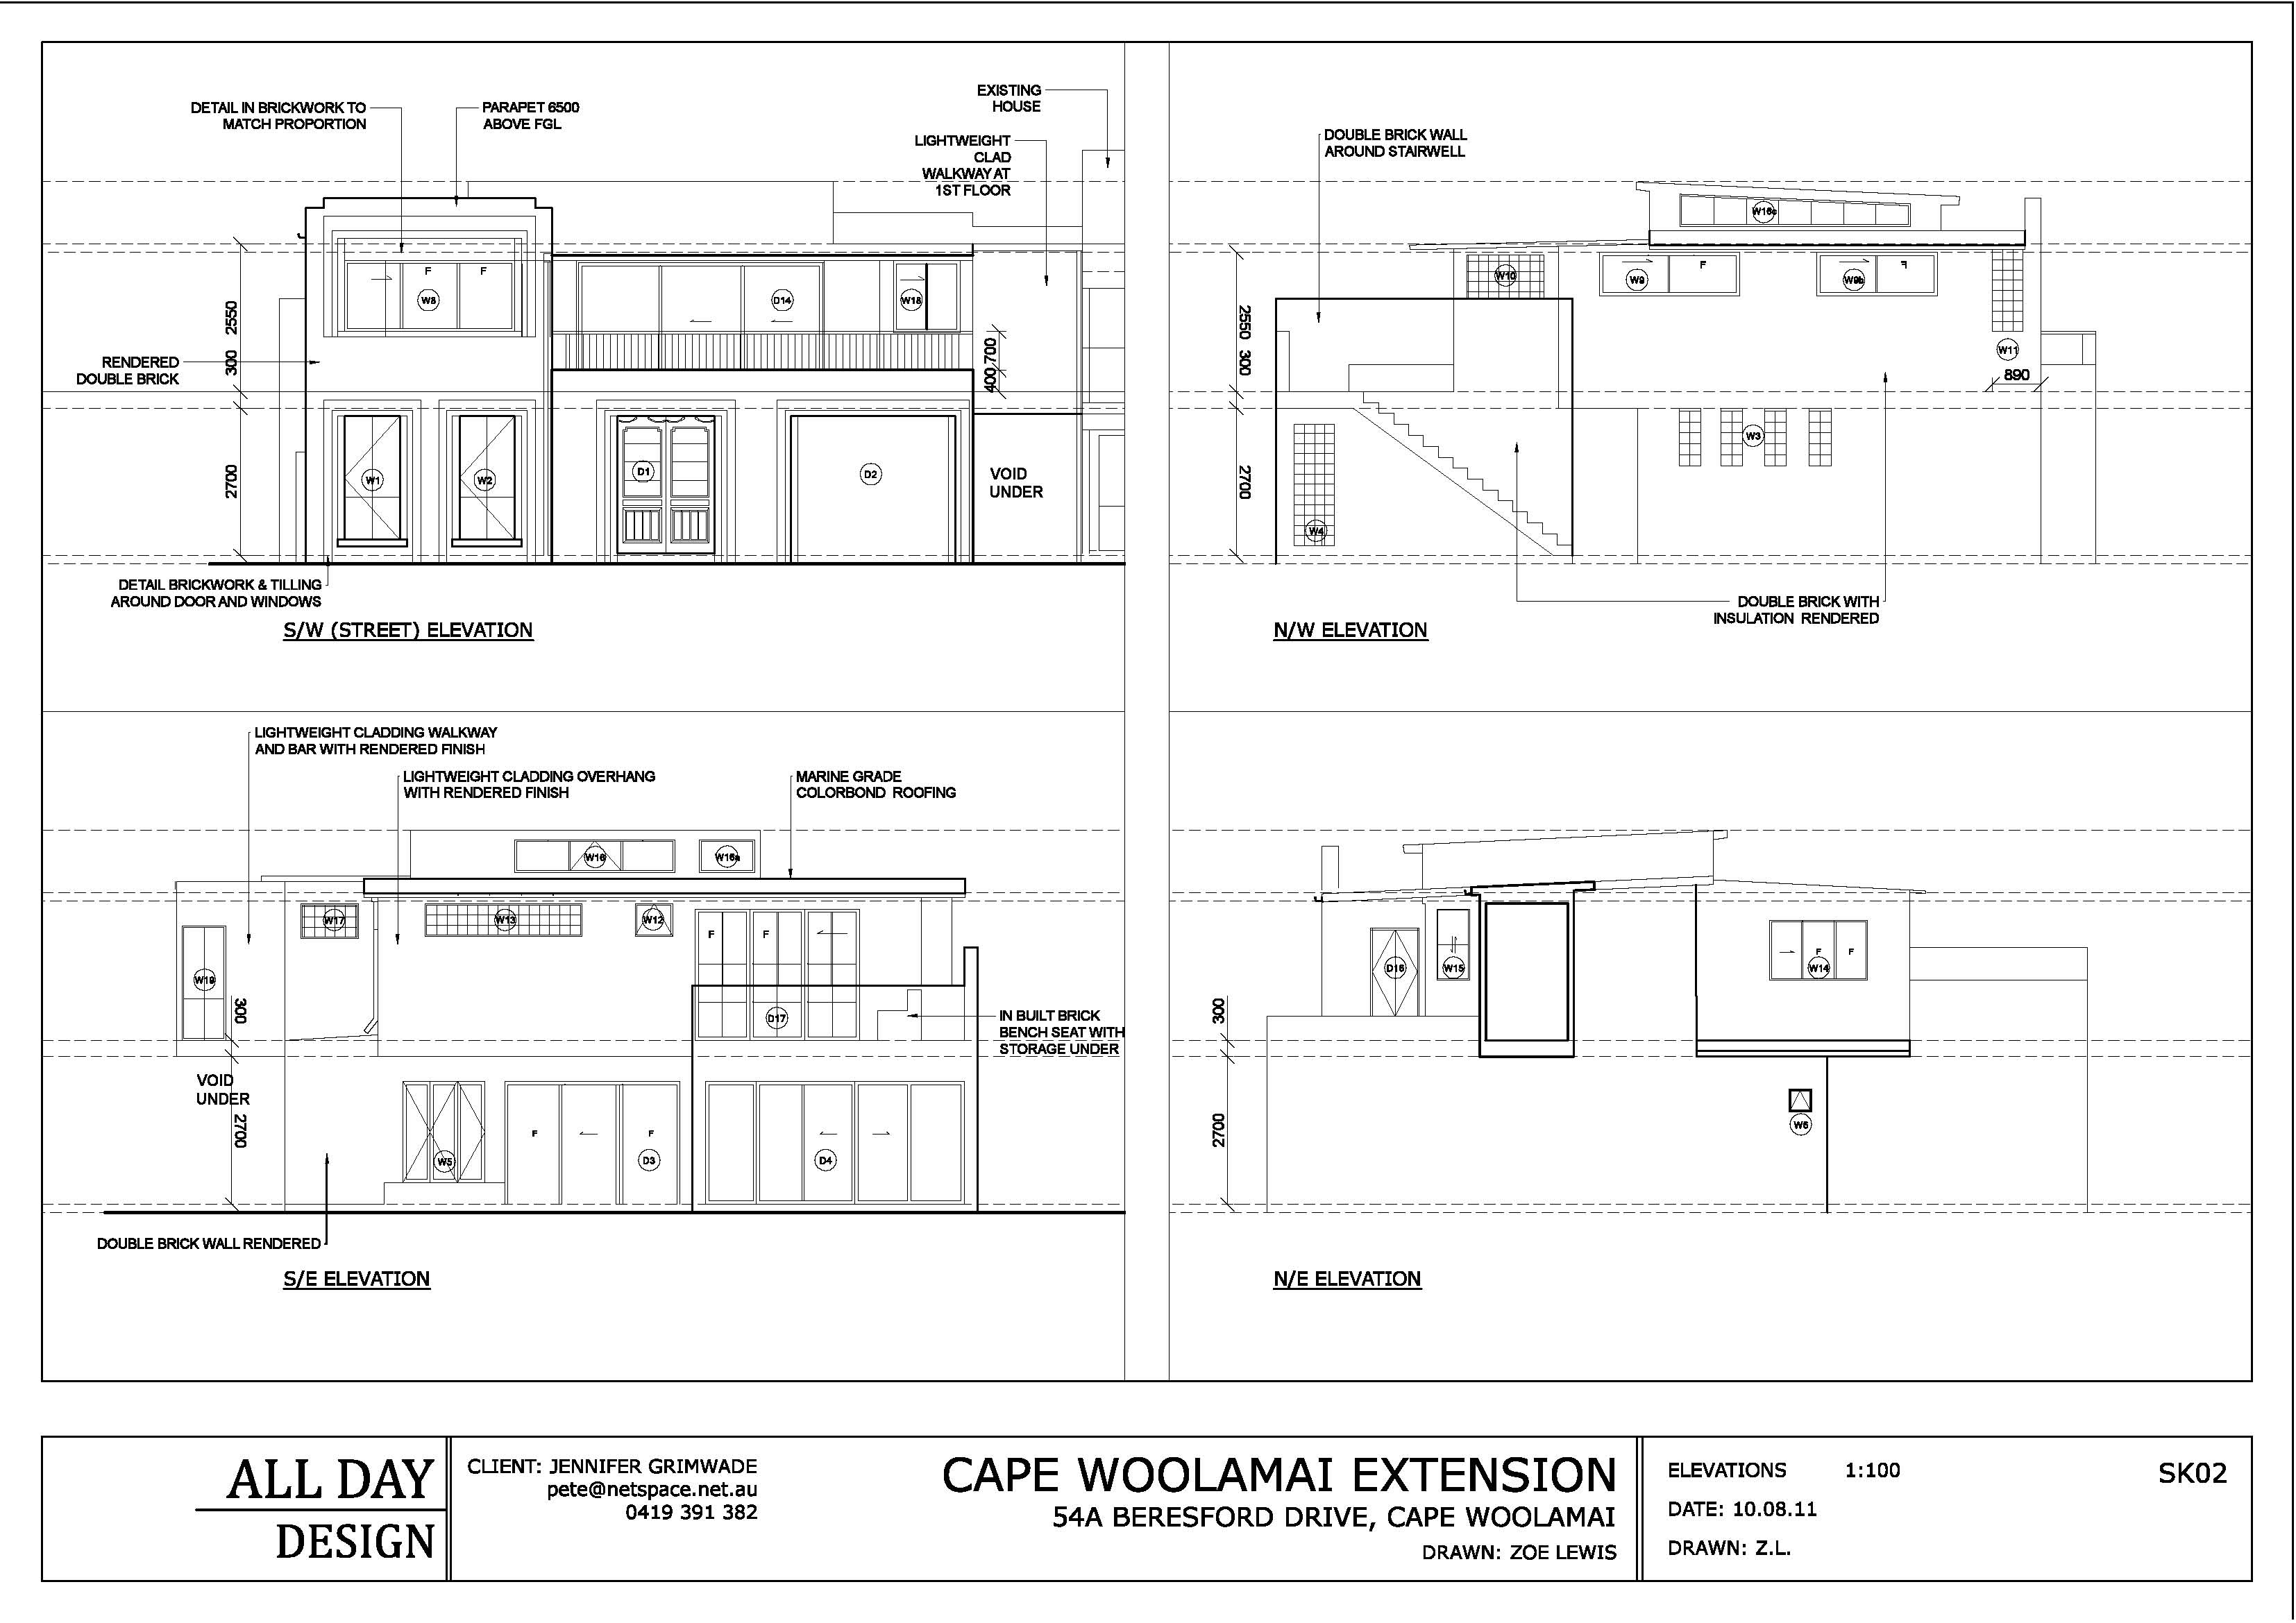 DETAIL IN BRICKWORK TO
MATCH PROPORTION
PARAPET 6500
ABOVE FGL
EXISTING
HOUSE
LIGHTWEIGHT
CLAD
WALKWAY AT
1ST FLOOR
2550
300
2700
RENDERED
DOUBLE BRICK
F
F
W8
D14
W18
400
700
W1
W2
D1
D2
VOID
UNDER
DETAIL BRICKWORK & TILLING
AROUND DOOR AND WINDOWS
S/W (STREET) ELEVATION
DOUBLE BRICK WALL
AROUND STAIRWELL
W16c
W10
W9
F
W9b
F
2550
300
2700
W11
890
W3
W4
DOUBLE BRICK WITH
INSULATION RENDERED
N/W ELEVATION
LIGHTWEIGHT CLADDING WALKWAY
AND BAR WITH RENDERED FINISH
LIGHTWEIGHT CLADDING OVERHANG
WITH RENDERED FINISH
MARINE GRADE
COLORBOND ROOFING
W16
W16a
W17
W13
W12
F
F
W19
300
D17
IN BUILT BRICK
BENCH SEAT WITH
STORAGE UNDER
VOID
UNDER
2700
W5
F
F
D3
D4
DOUBLE BRICK WALL RENDERED
S/E ELEVATION
D16
W15
F
F
W14
300
2700
W6
N/E ELEVATION
ALL DAY
DESIGN
CLIENT: JENNIFER GRIMWADE
pete@netspace.net.au
0419 391 382
CAPE WOOLAMAI EXTENSION
54A BERESFORD DRIVE, CAPE WOOLAMAI
DRAWN: ZOE LEWIS
ELEVATIONS 1:100
SK02
DATE: 10.08.11
DRAWN: Z.L.